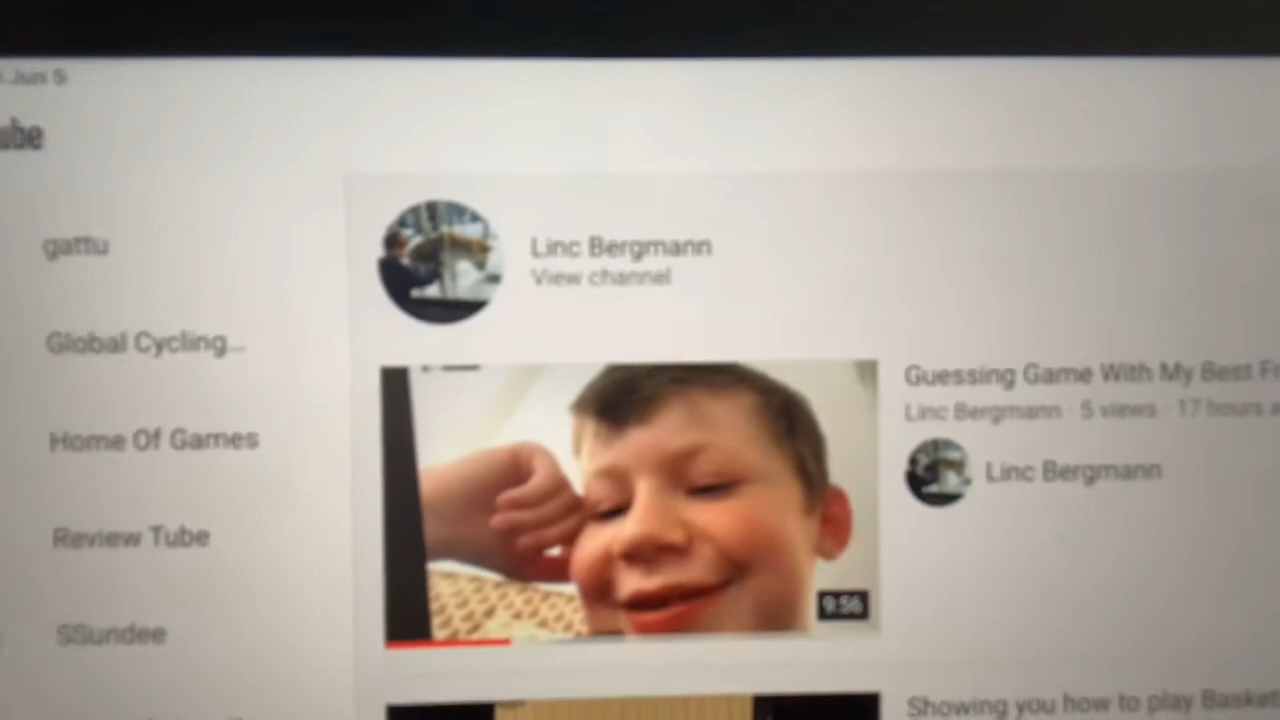 Jun 5
ube
gattu
Global Cycling...
Home Of Games
Review Tube
SSundee
Linc Bergmann
View channel
9:56
Guessing Game With My Best
Linc Bergmann · 5 views · 17 hours
Linc Bergmann
Showing you how to play